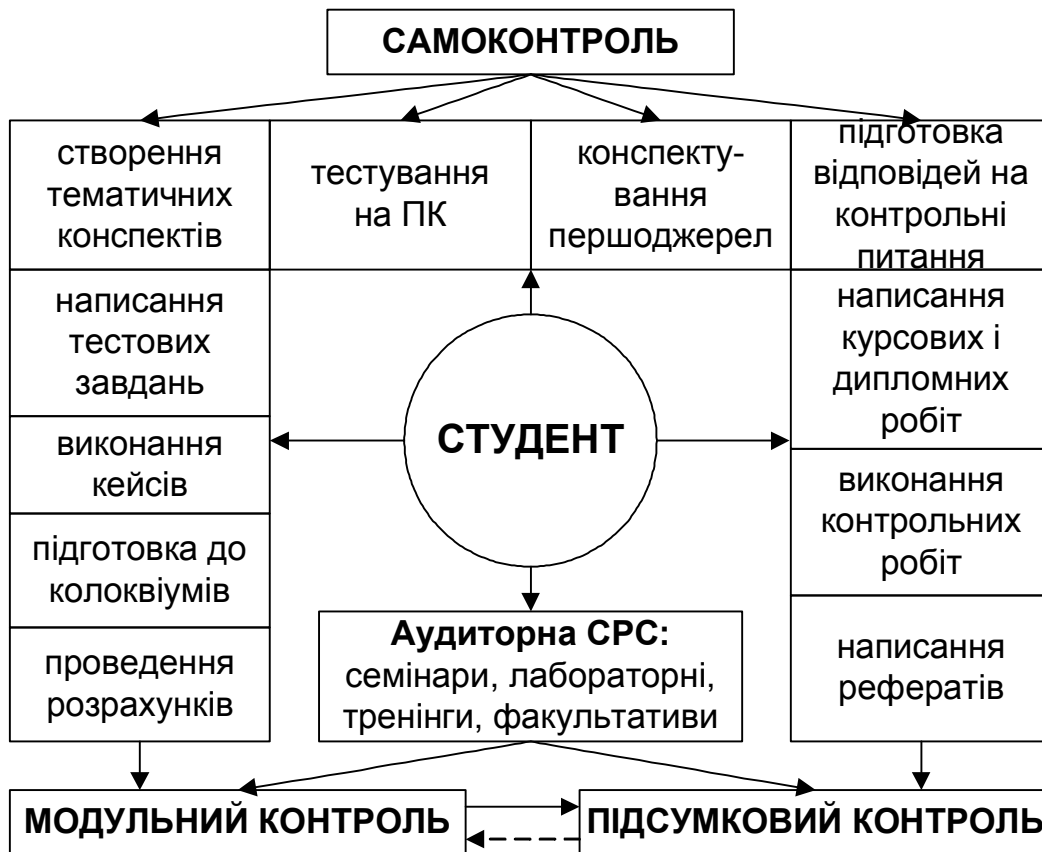 САМОКОНТРОЛЬ
створення
тематичних
конспектів
тестування
на ПК
конспекту-
вання
першоджерел
підготовка
відповідей на
контрольні
питання
написання
тестових
завдань
виконання
кейсів
підготовка до
колоквіумів
проведення
розрахунків
СТУДЕНТ
написання
курсових і
дипломних
робіт
виконання
контрольних
робіт
написання
рефератів
Аудиторна СРС:
семінари, лабораторні,
тренінги, факультативи
МОДУЛЬНИЙ КОНТРОЛЬ
ПІДСУМКОВИЙ КОНТРОЛЬ